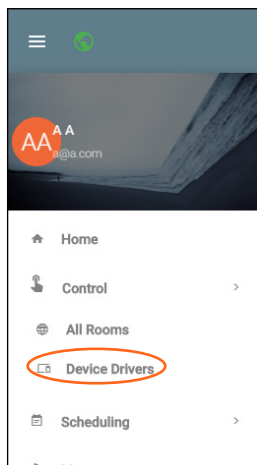 AA
A A
a@a.com
Home
Control
All Rooms
Device Drivers
Scheduling